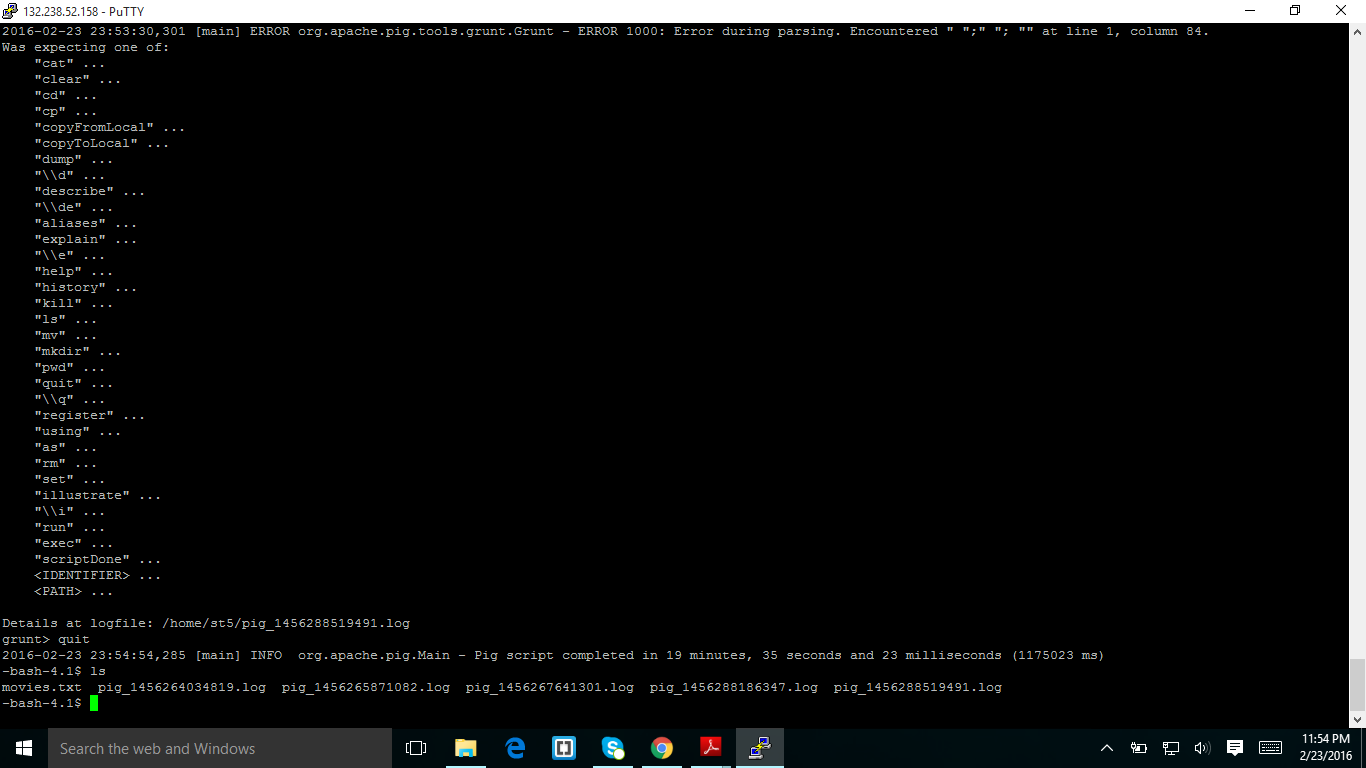 132.238.52.158 - PuTTY
2016-02-23 23:53:30,301 [main] ERROR org.apache.pig.tools.grunt.Grunt - ERROR 1000: Error during parsing. Encountered " ";" "; "" at line 1, column 84.
Was expecting one of:
"cat" ...
"clear" ...
"cd" ...
"cp" ...
"copyFromLocal" ...
"copyToLocal" ...
"dump" ...
"\\d" ...
"describe" ...
"\\de" ...
"aliases" ...
"explain" ...
"\\e" ...
"help" ...
"history" ...
"kill" ...
"ls" ...
"mv" ...
"mkdir" ...
"pwd" ...
"quit" ...
"\\q" ...
"register" ...
"using" ...
"as" ...
"rm" ...
"set" ...
"illustrate" ...
"\\i" ...
"run" ...
"exec" ...
"scriptDone" ...
<IDENTIFIER> ...
<PATH> ...
Details at logfile: /home/st5/pig_1456288519491.log
grunt> quit
2016-02-23 23:54:54,285 [main] INFO  org.apache.pig.Main - Pig script completed in 19 minutes, 35 seconds and 23 milliseconds (1175023 ms)
-bash-4.1$ ls
movies.txt  pig_1456264034819.log  pig_1456265871082.log  pig_1456267641301.log  pig_1456288186347.log  pig_1456288519491.log
-bash-4.1$
Search the web and Windows
11:54 PM
2/23/2016